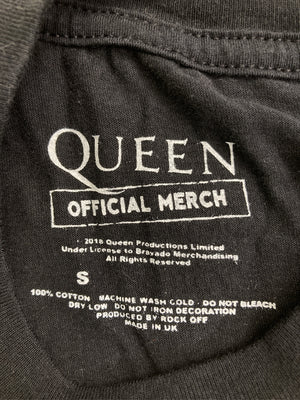 QUEEN
OFFICIAL MERCH
• 2018 Queen Productions Limited
Under License to Bravado Merchandising
All Rights Reserved
S
100% COTTON MACHINE WASH COLD • DO NOT BLEACH
DRY LOW DO NOT IRON DECORATION
PRODUCED BY ROCK OFF
MADE IN UK